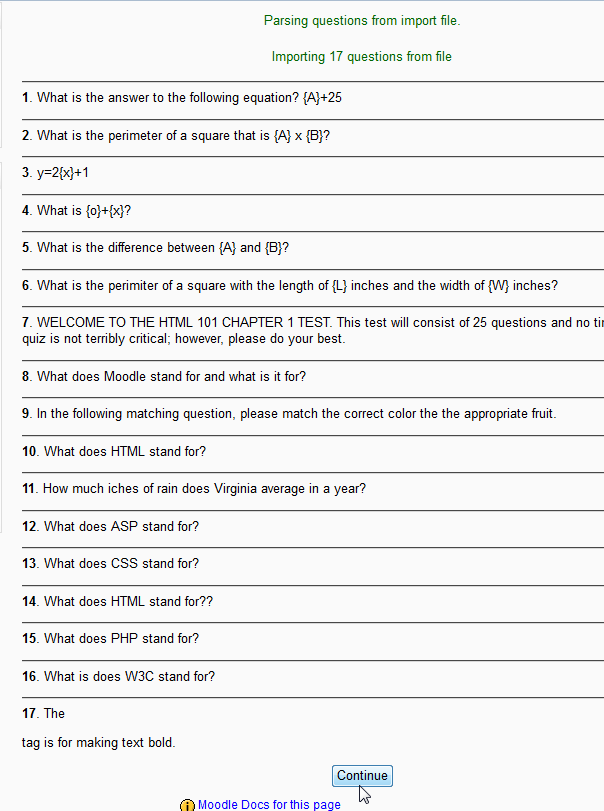 Parsing questions from import file.
Importing 17 questions from file
1. What is the answer to the following equation? {A}+25
2. What is the perimeter of a square that is {A} x {B}?
3. y=2{x}+1
4. What is {o}+{x}?
5. What is the difference between {A} and {B}?
6. What is the perimiter of a square with the length of {L} inches and the width of {W} inches?
7. WELCOME TO THE HTML 101 CHAPTER 1 TEST. This test will consist of 25 questions and no
quiz is not terribly critical; however, please do your best.
8. What does Moodle stand for and what is it for?
9. In the following matching question, please match the correct color the the appropriate fruit.
10. What does HTML stand for?
11. How much iches of rain does Virginia average in a year?
12. What does ASP stand for?
13. What does CSS stand for?
14. What does HTML stand for??
15. What does PHP stand for?
16. What is does W3C stand for?
17. The
tag is for making text bold.
Continue
Moodle Docs for this page